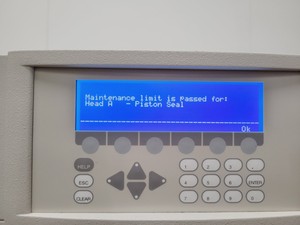 Maintenance limit is passed for:
Head A - Piston Seal
Ok
HELP
ESC
CLEAR
ENTER